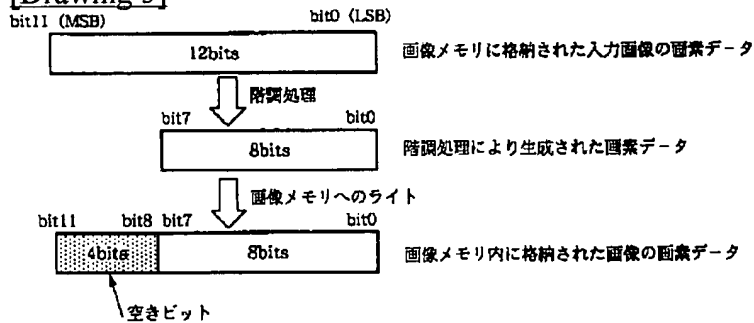 [Drawing 3]
bit11 (MSB) bit0 (LSB)
12bits 画像メモリに格納された入力画像の画素データ
階調処理
bit7 bit0
8bits 階調処理により生成された画素データ
画像メモリへのライト
bit11 bit8 bit7 bit0
4bits 8bits 画像メモリ内に格納された画像の画素データ
空きビット